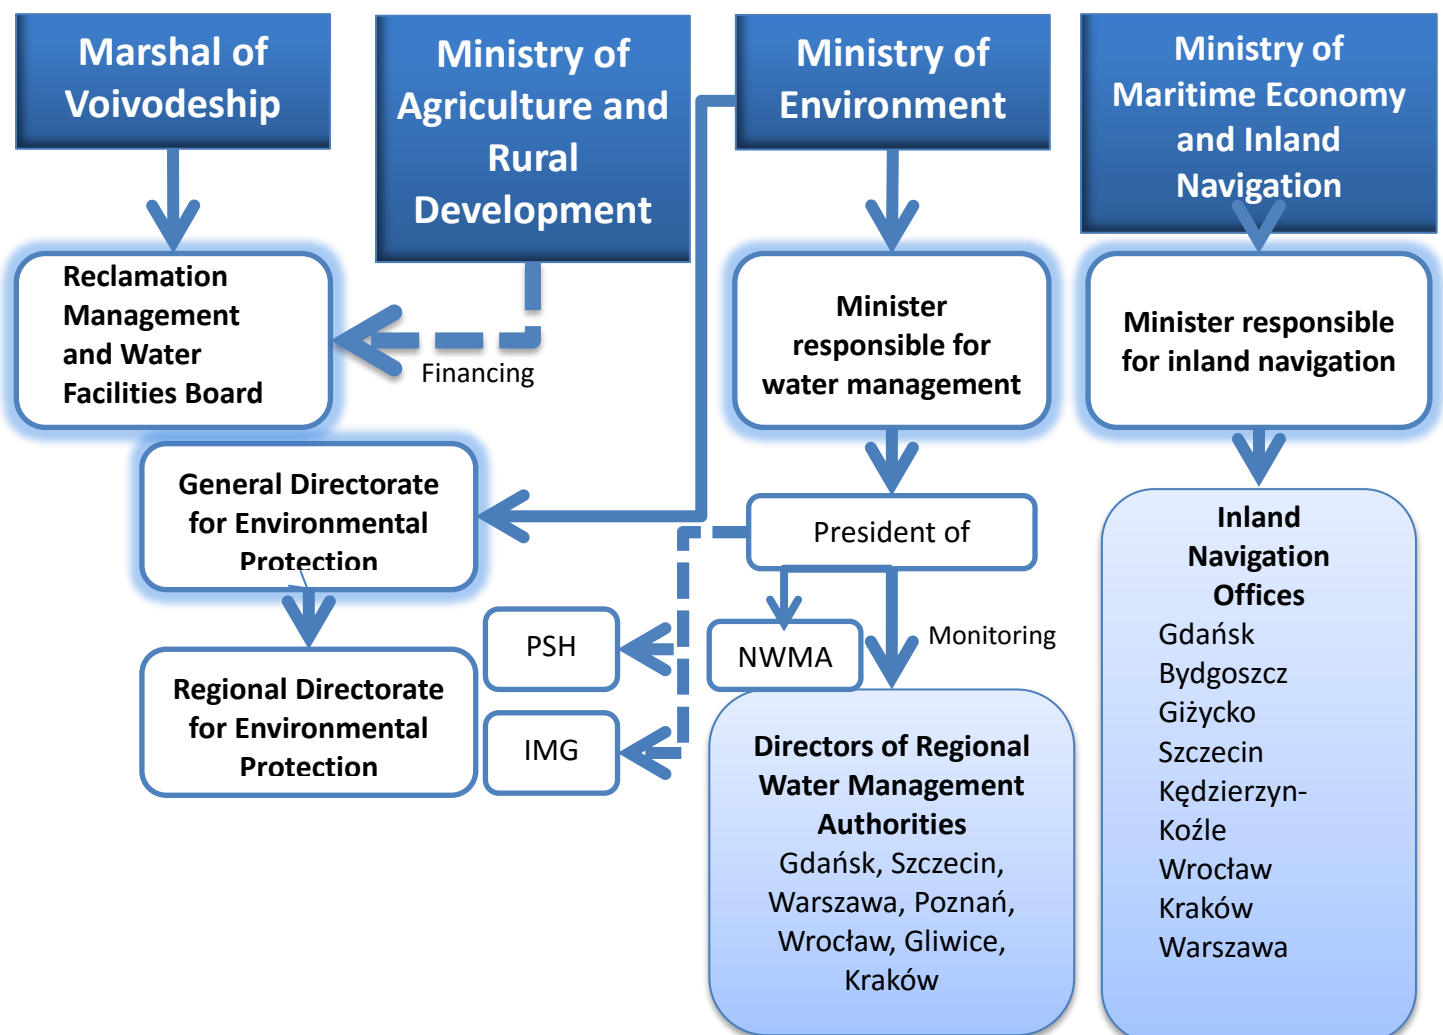 Marshal of
Voivodeship
Ministry of
Agriculture and
Rural
Development
Ministry of
Environment
Ministry of
Maritime Economy
and Inland
Navigation
Reclamation
Management
and Water
Facilities Board
Financing
Minister
responsible for
water management
Minister responsible
for inland navigation
General Directorate
for Environmental
Protection
President of
Regional Directorate
for Environmental
Protection
PSH
IMG
NWMA
Monitoring
Directors of Regional
Water Management
Authorities
Gdańsk, Szczecin,
Warszawa, Poznań,
Wrocław, Gliwice,
Kraków
Inland
Navigation
Offices
Gdańsk
Bydgoszcz
Giżycko
Szczecin
Kędzierzyn-
Koźle
Wrocław
Kraków
Warszawa